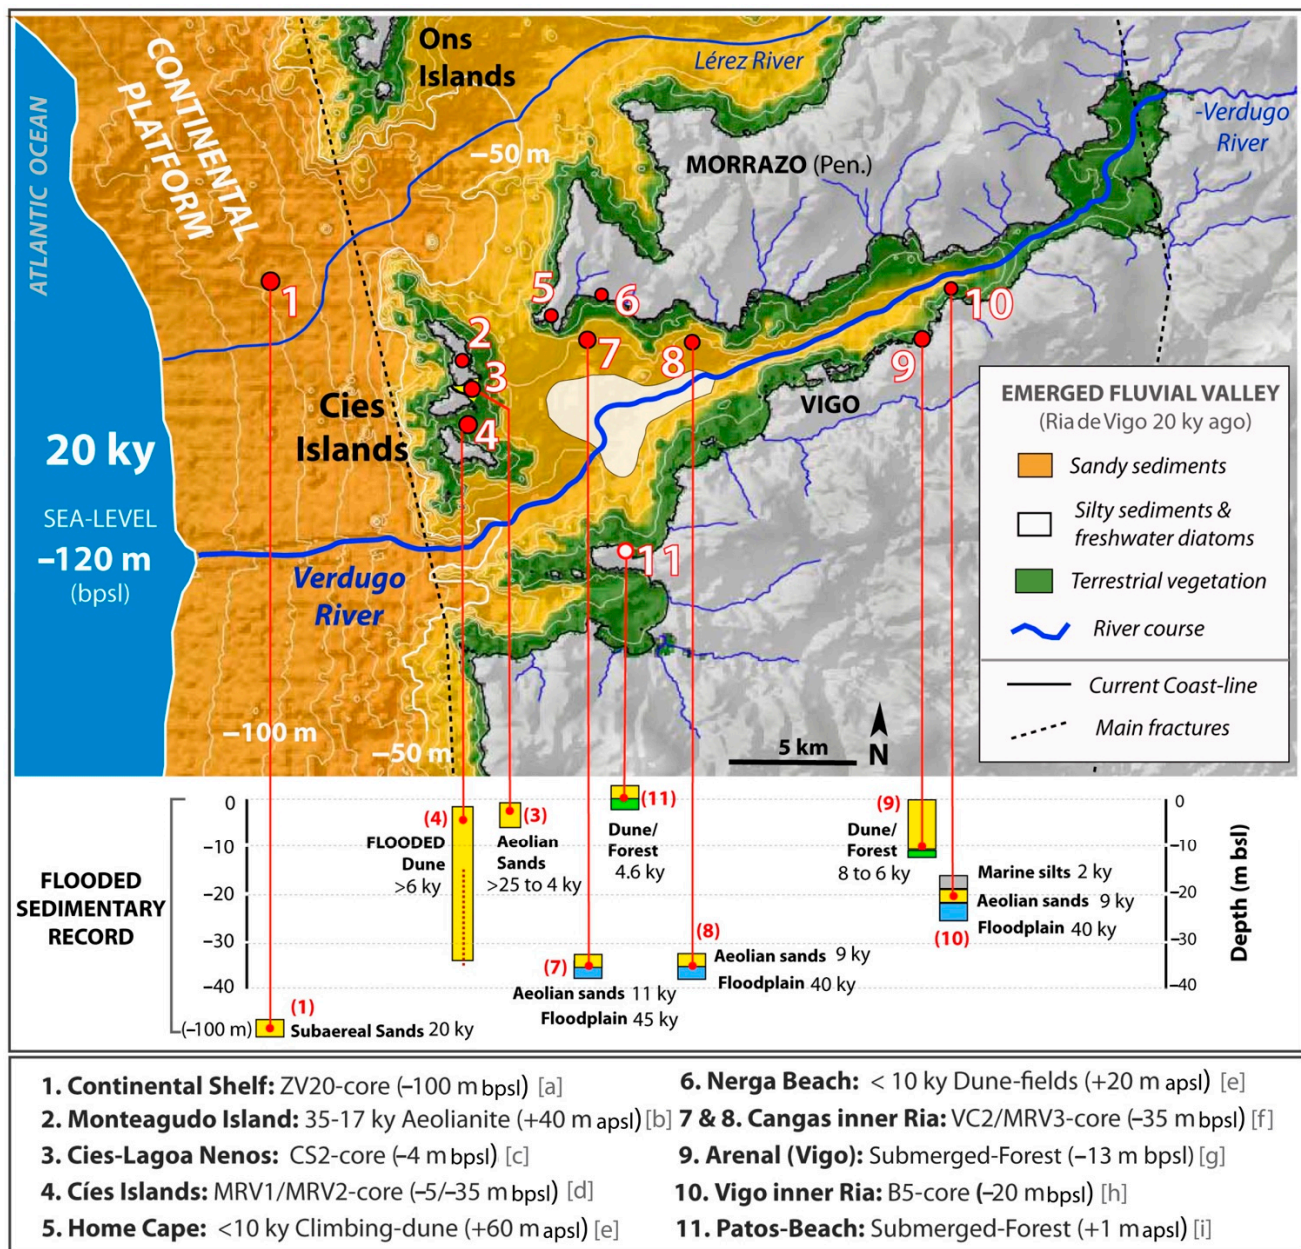 Ons
Islands
Lérez River
CONTINENTAL
PLATFORM
ATLANTIC OCEAN
–50 m
MORRAZO (Pen.)
-Verdugo
River
1
2
3
4
5
6
7
8
9
10
11
Cies
Islands
VIGO
20 ky
SEA-LEVEL
–120 m
(bpsl)
Verdugo
River
–100 m
–50 m
5 km
N
EMERGED FLUVIAL VALLEY
(Ria de Vigo 20 ky ago)
Sandy sediments
Silty sediments &
freshwater diatoms
Terrestrial vegetation
River course
Current Coast-line
Main fractures
FLOODED
SEDIMENTARY
RECORD
0
–10
–20
–30
–40
(–100 m)
(1)
Subaereal Sands 20 ky
(4)
FLOODED
Dune
>6 ky
(3)
Aeolian
Sands
>25 to 4 ky
(11)
Dune/
Forest
4.6 ky
(7)
Aeolian sands 11 ky
Floodplain 45 ky
(8)
Aeolian sands 9 ky
Floodplain 40 ky
(9)
Dune/
Forest
8 to 6 ky
Marine silts 2 ky
Aeolian sands 9 ky
Floodplain 40 ky
(10)
0
–10
–20
–30
–40
Depth (m bsl)
1. Continental Shelf: ZV20-core (–100 m bpsl) [a]
2. Monteagudo Island: 35-17 ky Aeolianite (+40 m apsl) [b]
3. Cies-Lagoa Nenos: CS2-core (–4 m bpsl) [c]
4. Cíes Islands: MRV1/MRV2-core (–5/–35 m bpsl) [d]
5. Home Cape: <10 ky Climbing-dune (+60 m apsl) [e]
6. Nerga Beach: < 10 ky Dune-fields (+20 m apsl) [e]
7 & 8. Cangas inner Ria: VC2/MRV3-core (–35 m bpsl) [f]
9. Arenal (Vigo): Submerged-Forest (–13 m bpsl) [g]
10. Vigo inner Ria: B5-core (–20 m bpsl) [h]
11. Patos-Beach: Submerged-Forest (+1 m apsl) [i]